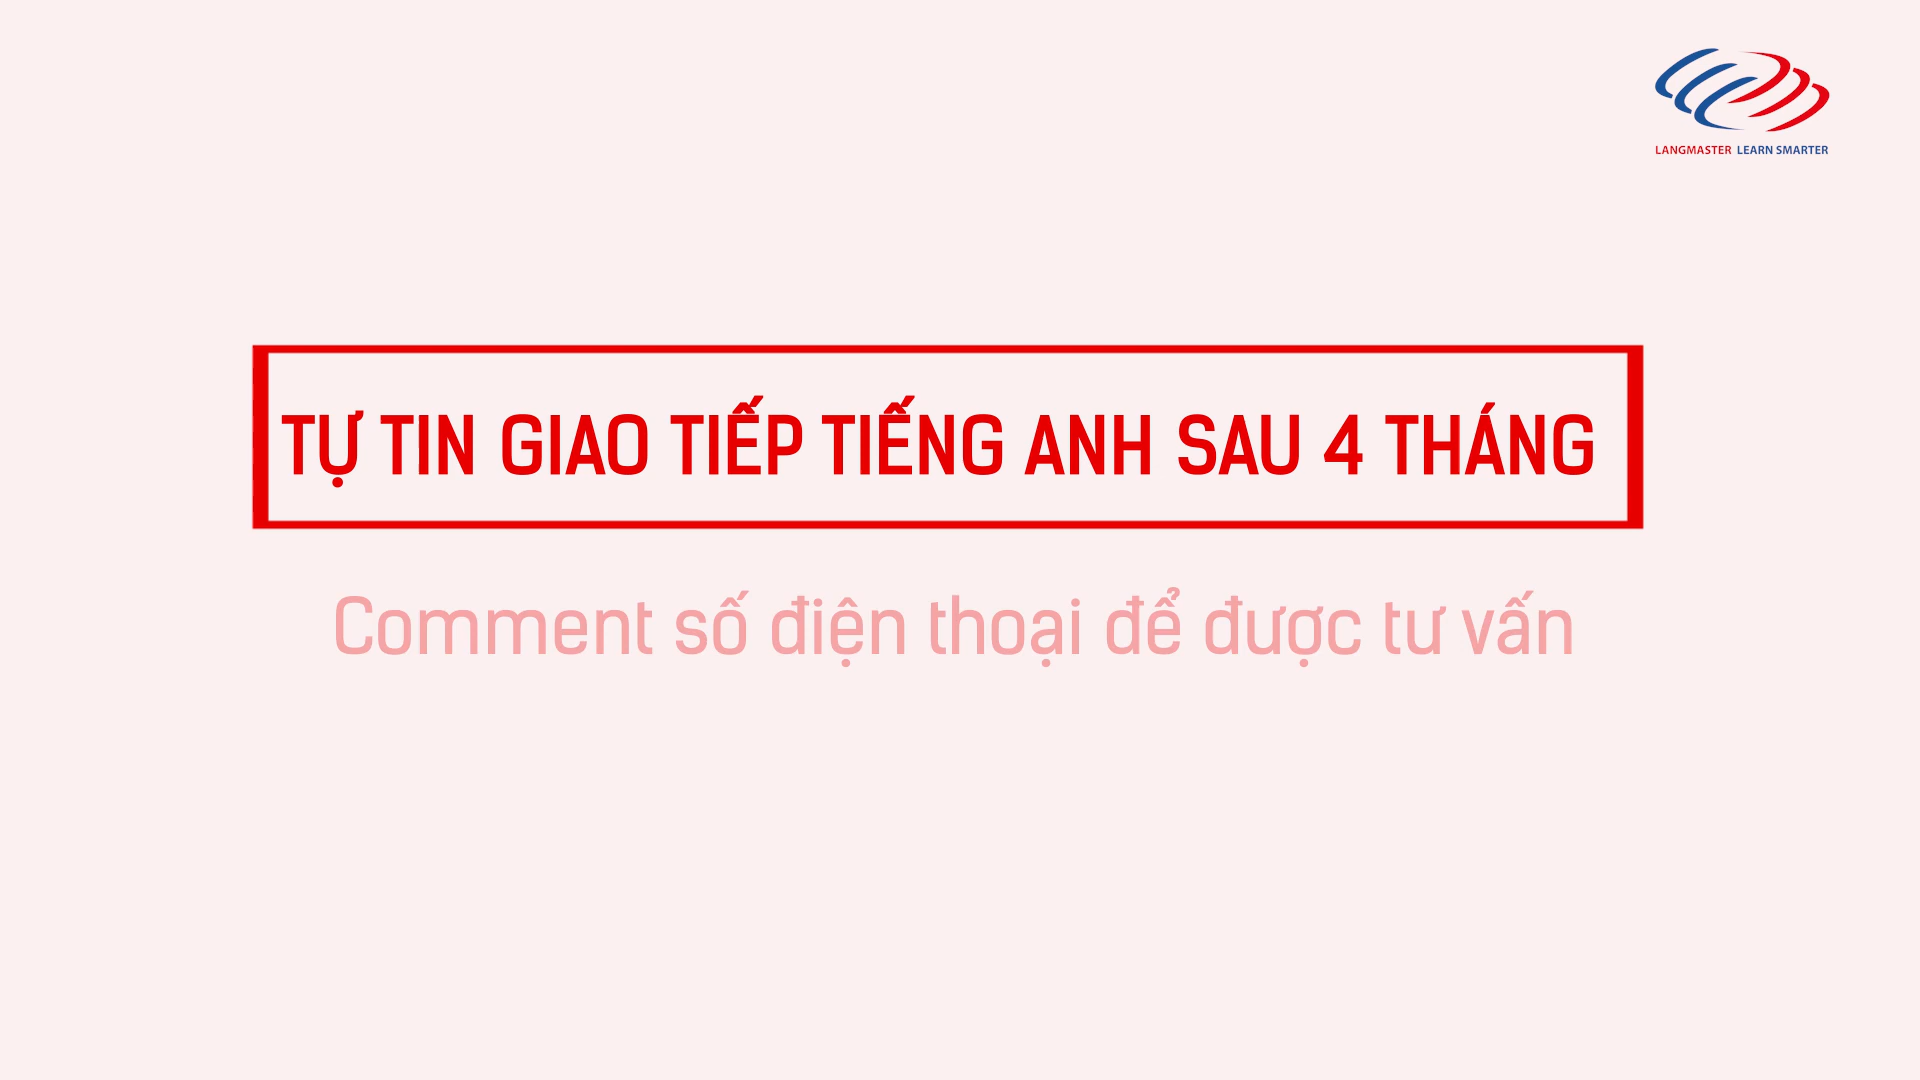 LANGMASTER LEARN SMARTER
TỰ TIN GIAO TIẾP TIẾNG ANH SAU 4 THÁNG
Comment số điện thoại để được tư vấn